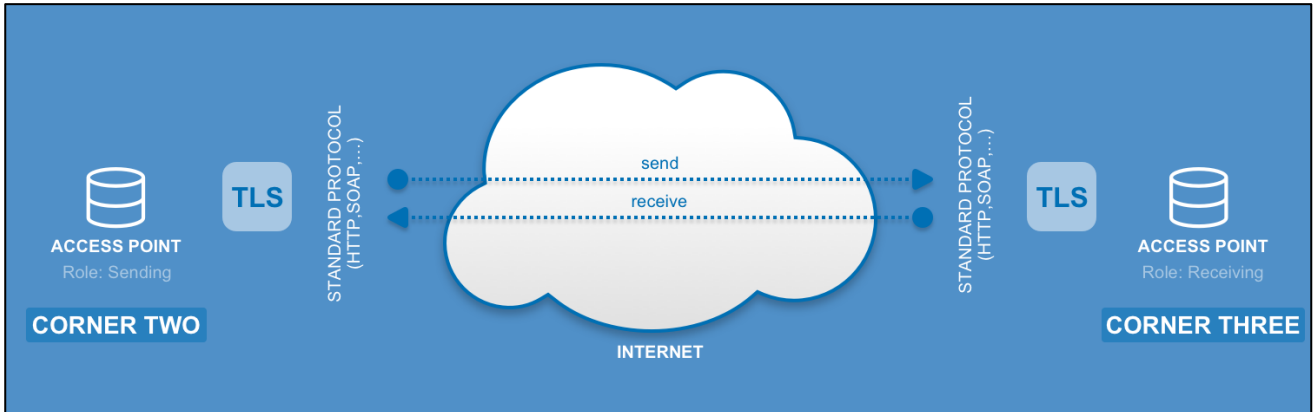 STANDARD PROTOCOL
(HTTP,SOAP,...)
TLS
ACCESS POINT
Role: Sending
CORNER TWO
send
receive
INTERNET
STANDARD PROTOCOL
(HTTP,SOAP,...)
TLS
ACCESS POINT
Role: Receiving
CORNER THREE